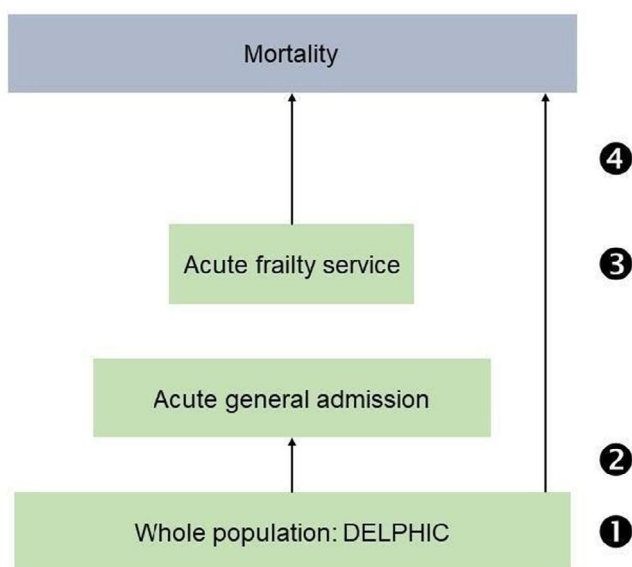 Mortality
❹
Acute frailty service
❸
Acute general admission
❷
Whole population: DELPHIC
❶